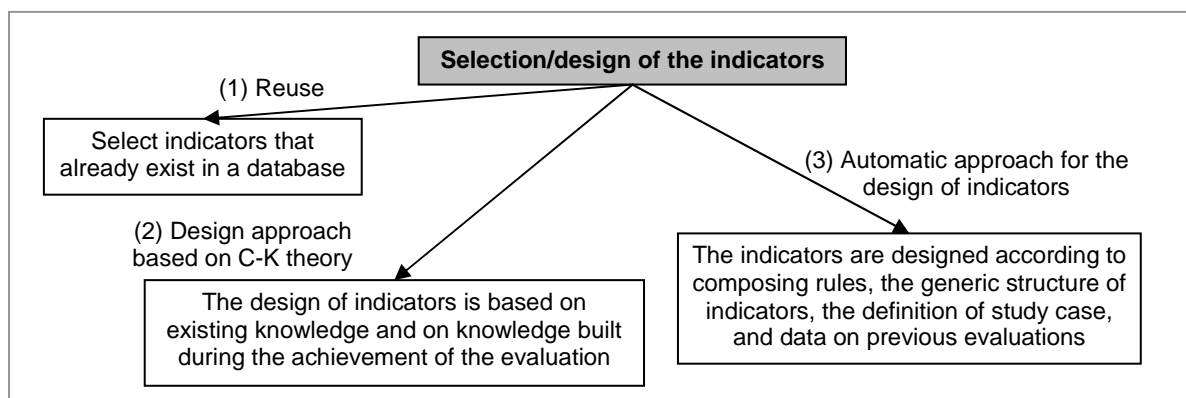 Selection/design of the indicators
(1) Reuse
Select indicators that
already exist in a database
(2) Design approach
based on C-K theory
The design of indicators is based on
existing knowledge and on knowledge built
during the achievement of the evaluation
(3) Automatic approach for the
design of indicators
The indicators are designed according to
composing rules, the generic structure of
indicators, the definition of study case,
and data on previous evaluations